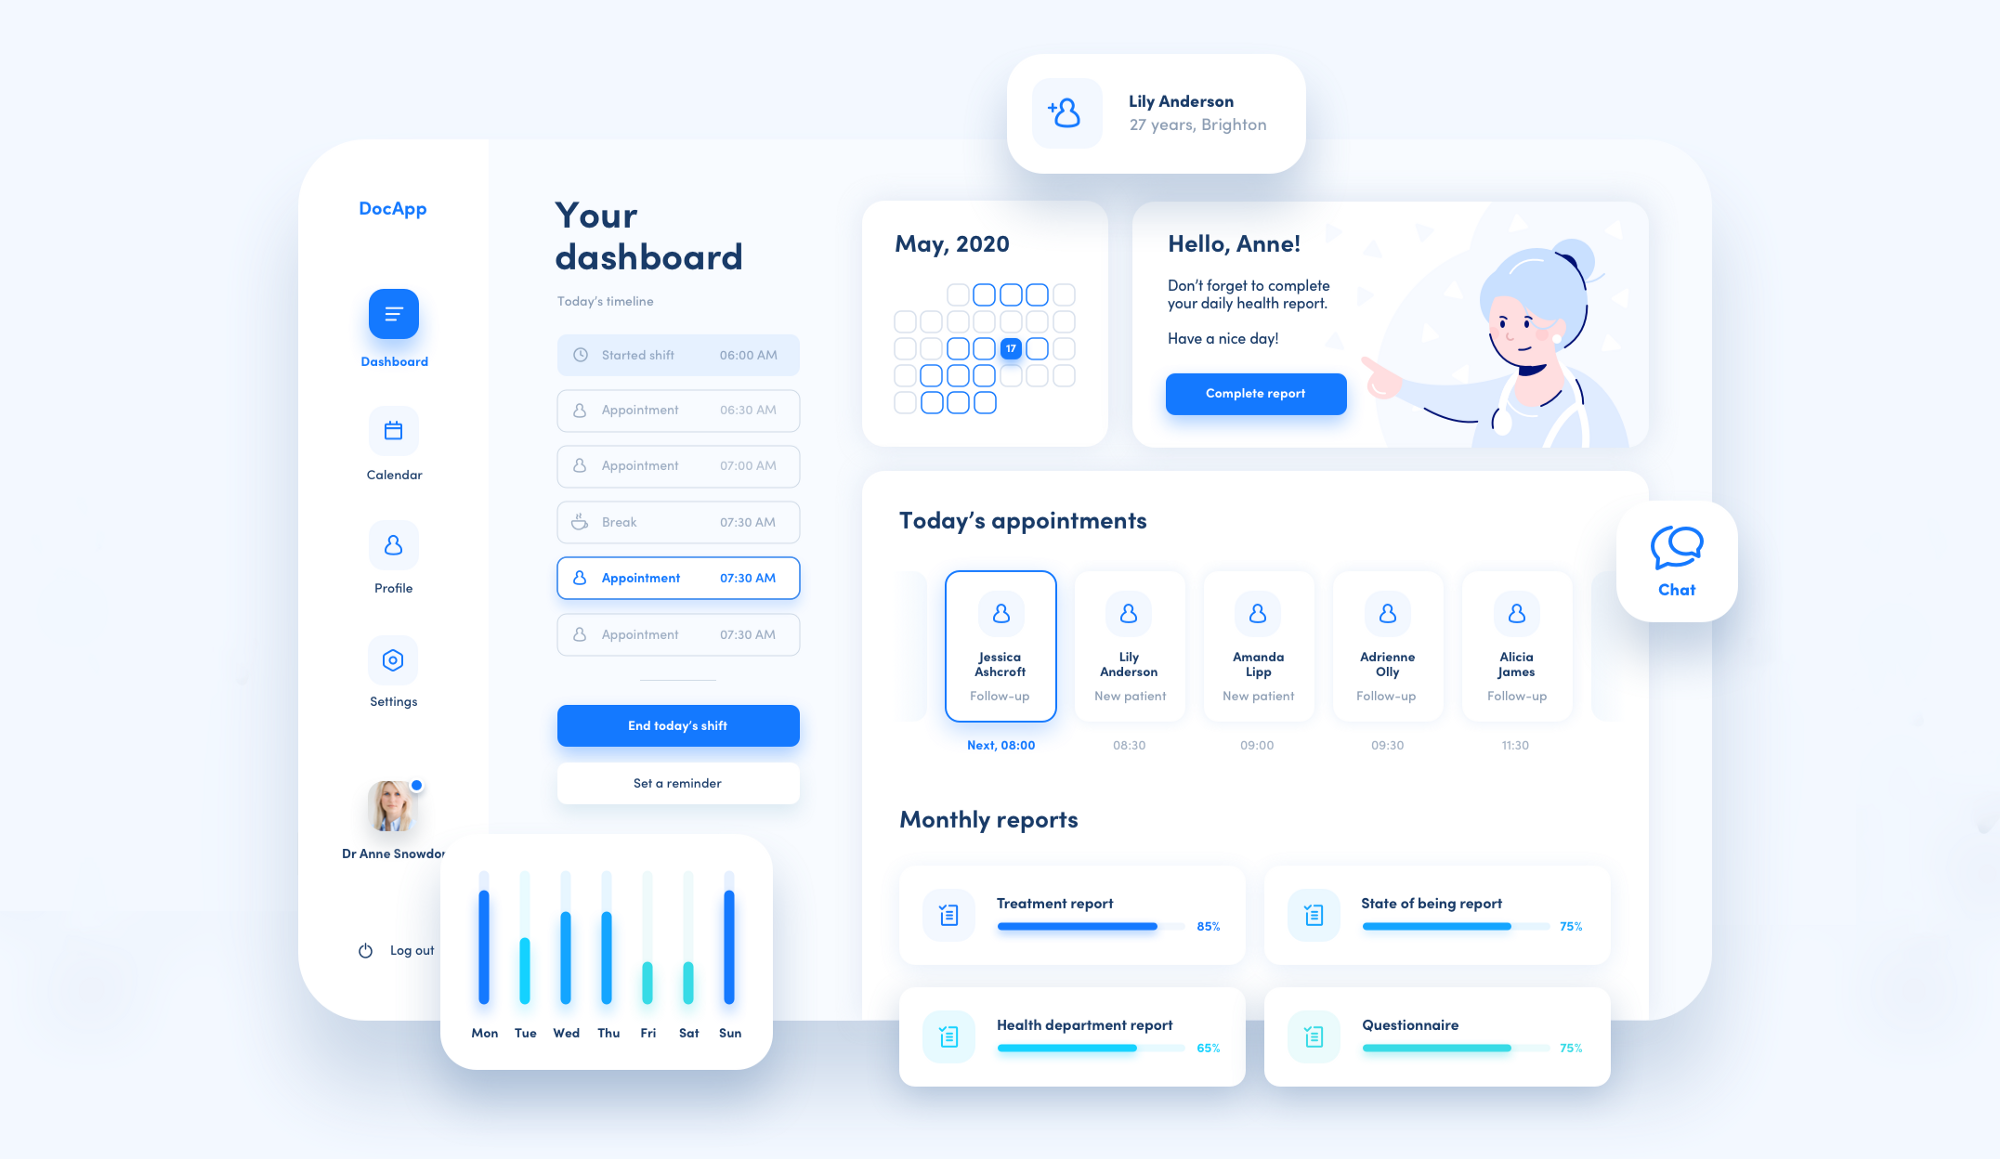 Lily Anderson
27 years, Brighton
DocApp
Dashboard
Calendar
Profile
Settings
Dr Anne Snowdon
Log out
Your
dashboard
Today's timeline
Started shift 06:00 AM
Appointment 06:30 AM
Appointment 07:00 AM
Break 07:30 AM
Appointment 07:30 AM
Appointment 07:30 AM
End today's shift
Set a reminder
Mon Tue Wed Thu Fri Sat Sun
May, 2020
17
Hello, Anne!
Don't forget to complete
your daily health report.
Have a nice day!
Complete report
Today's appointments
Jessica
Ashcroft
Follow-up
Next, 08:00
Lily
Anderson
New patient
08:30
Amanda
Lipp
New patient
09:00
Adrienne
Olly
Follow-up
09:30
Alicia
James
Follow-up
11:30
Chat
Monthly reports
Treatment report
85%
State of being report
75%
Health department report
65%
Questionnaire
75%